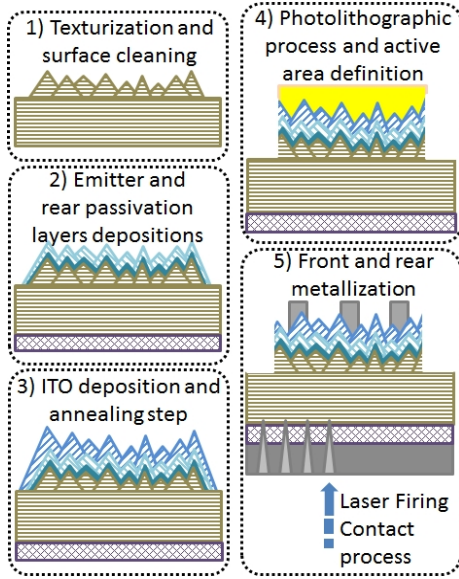 1) Texturization and
surface cleaning
2) Emitter and
rear passivation
layers depositions
3) ITO deposition and
annealing step
4) Photolithographic
process and active
area definition
5) Front and rear
metallization
Laser Firing
Contact
process